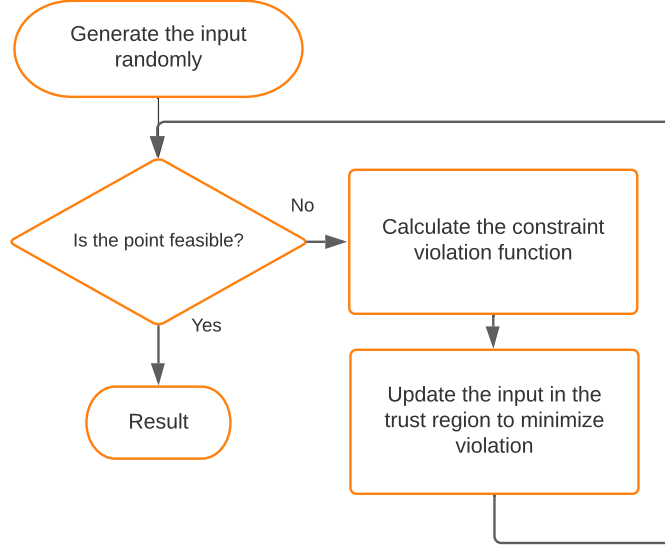 Generate the input
randomly
No
Is the point feasible?
Calculate the constraint
violation function
Yes
Update the input in the
trust region to minimize
violation
Result